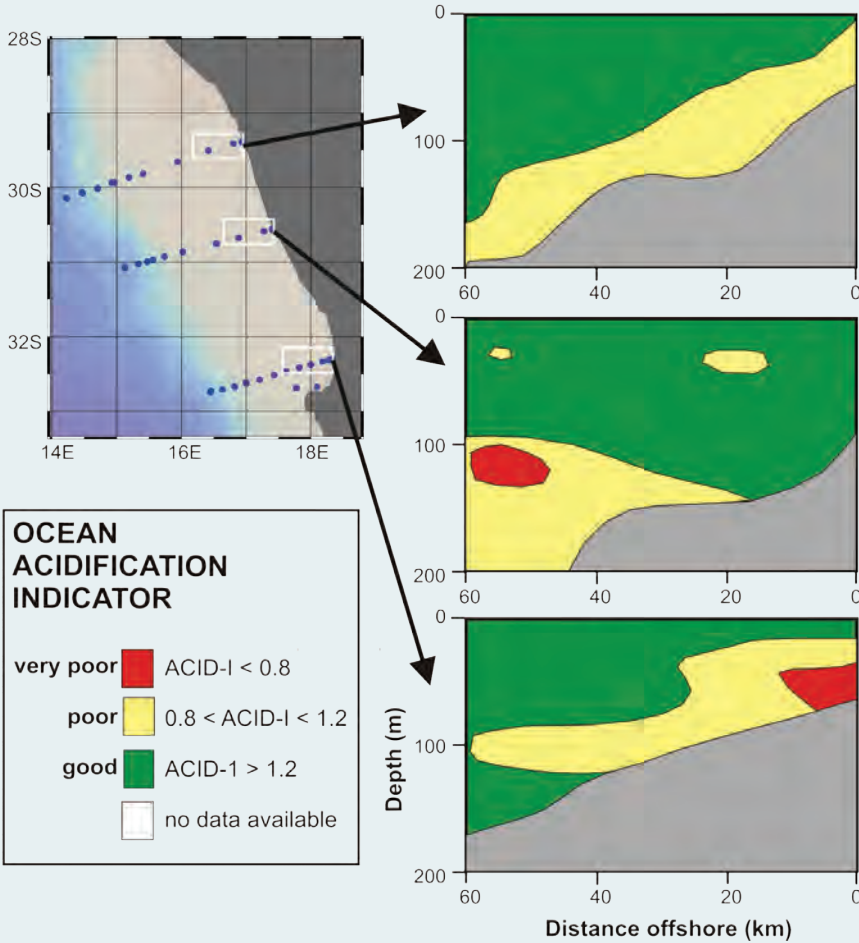 28S
30S
32S
14E
16E
18E
0
100
200
60
40
20
0
0
100
200
60
40
20
0
0
100
200
60
40
20
0
Depth (m)
Distance offshore (km)
OCEAN
ACIDIFICATION
INDICATOR
very poor ACID-I < 0.8
poor 0.8 < ACID-I < 1.2
good ACID-1 > 1.2
no data available